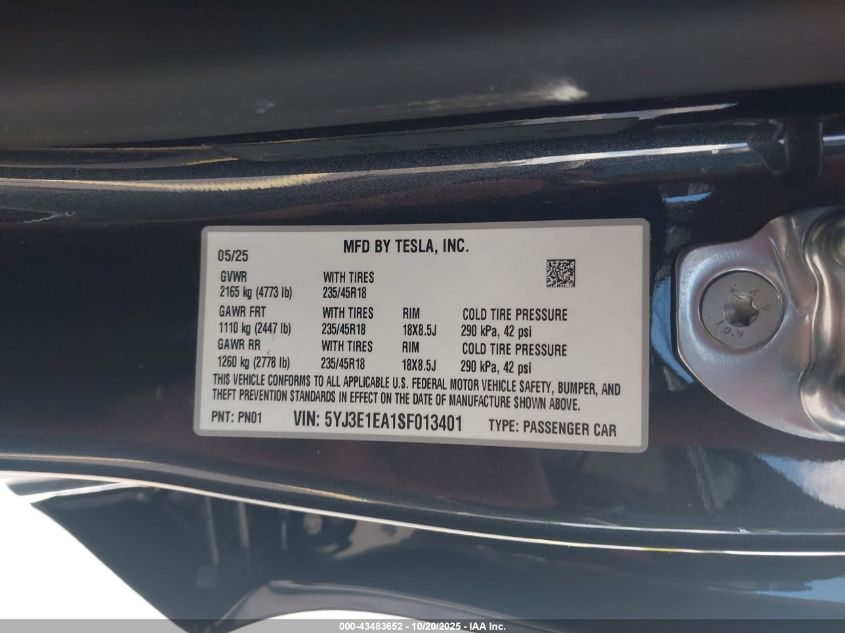 MFD BY TESLA, INC.
05/25
GVWR WITH TIRES
2165 kg (4773 lb) 235/45R18
GAWR FRT WITH TIRES RIM COLD TIRE PRESSURE
1110 kg (2447 lb) 235/45R18 18X8.5J 290 kPa, 42 psi
GAWR RR WITH TIRES RIM COLD TIRE PRESSURE
1260 kg (2778 lb) 235/45R18 18X8.5J 290 kPa, 42 psi
THIS VEHICLE CONFORMS TO ALL APPLICABLE U.S. FEDERAL MOTOR VEHICLE SAFETY, BUMPER, AND
THEFT PREVENTION STANDARDS IN EFFECT ON THE DATE OF MANUFACTURE SHOWN ABOVE.
PNT: PN01 VIN: 5YJ3E1EA1SF013401 TYPE: PASSENGER CAR
10.9
000-43483652 - 10/20/2025 - IAA Inc.